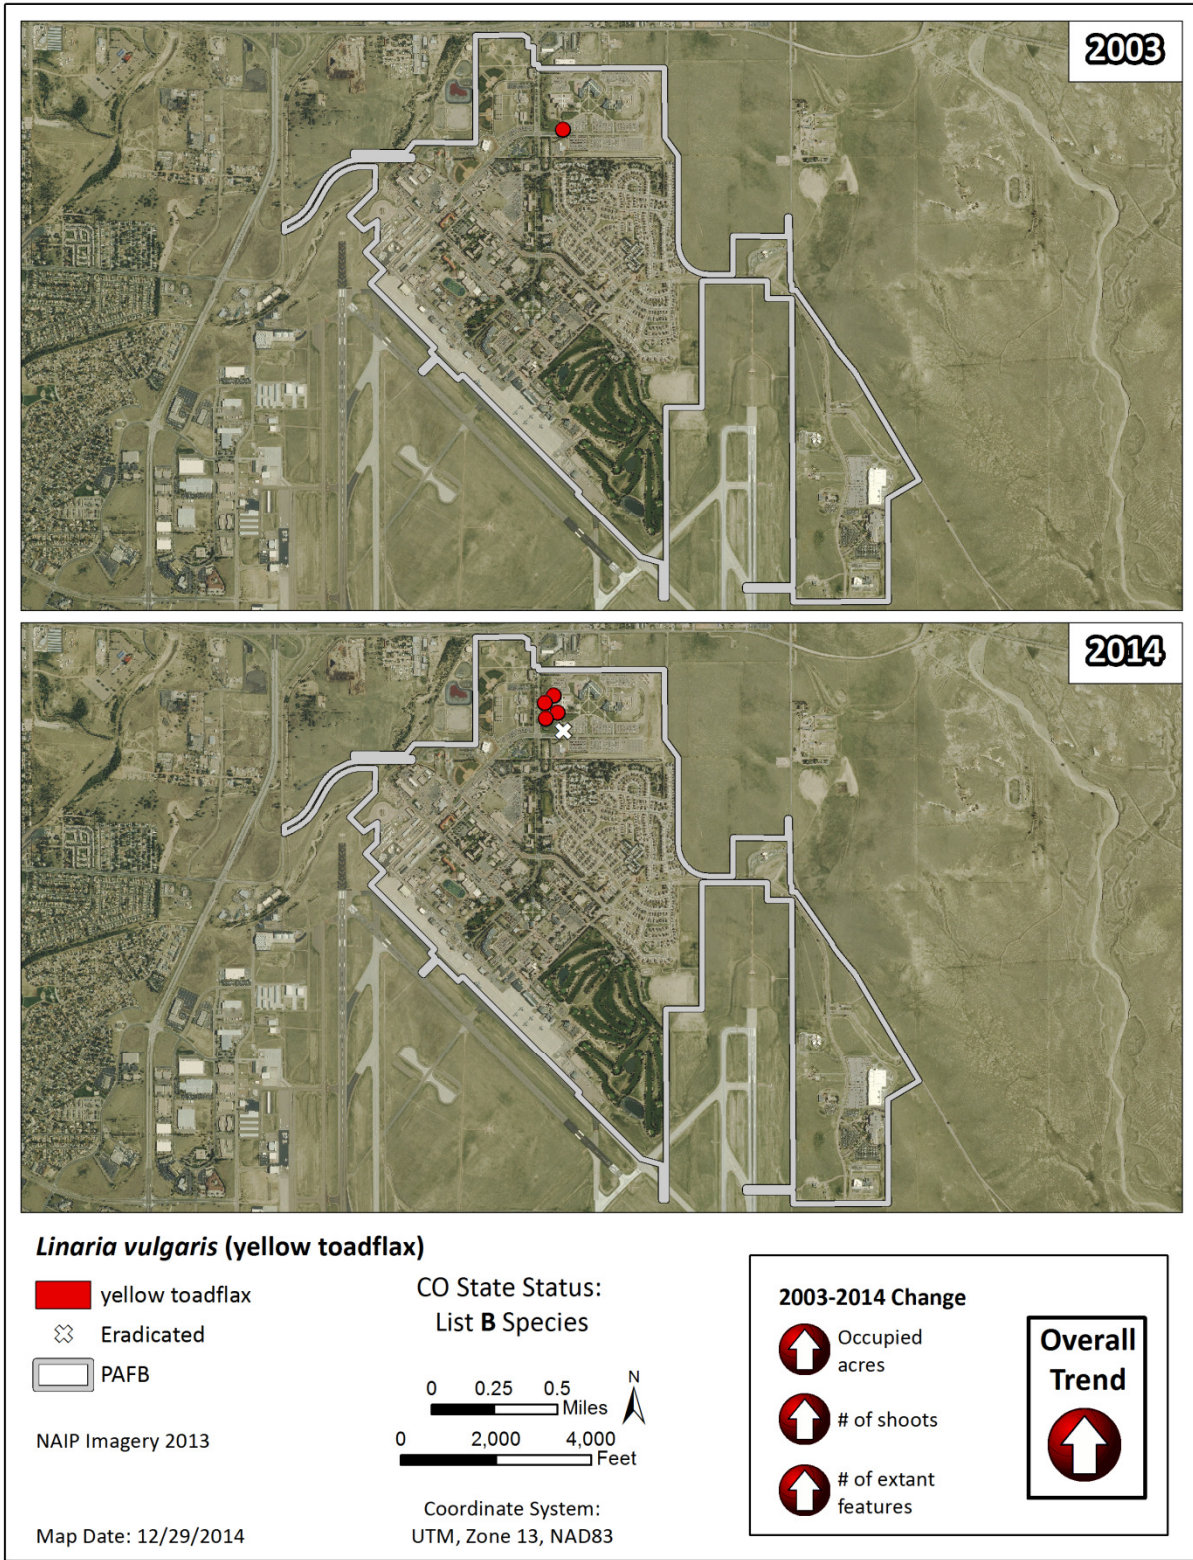 2003
2014
Linaria vulgaris (yellow toadflax)
yellow toadflax
Eradicated
PAFB
NAIP Imagery 2013
Map Date: 12/29/2014
CO State Status:
List B Species
N
0 0.25 0.5
Miles
0 2,000 4,000
Feet
Coordinate System:
UTM, Zone 13, NAD83
2003-2014 Change
Occupied
acres
# of shoots
# of extant
features
Overall
Trend